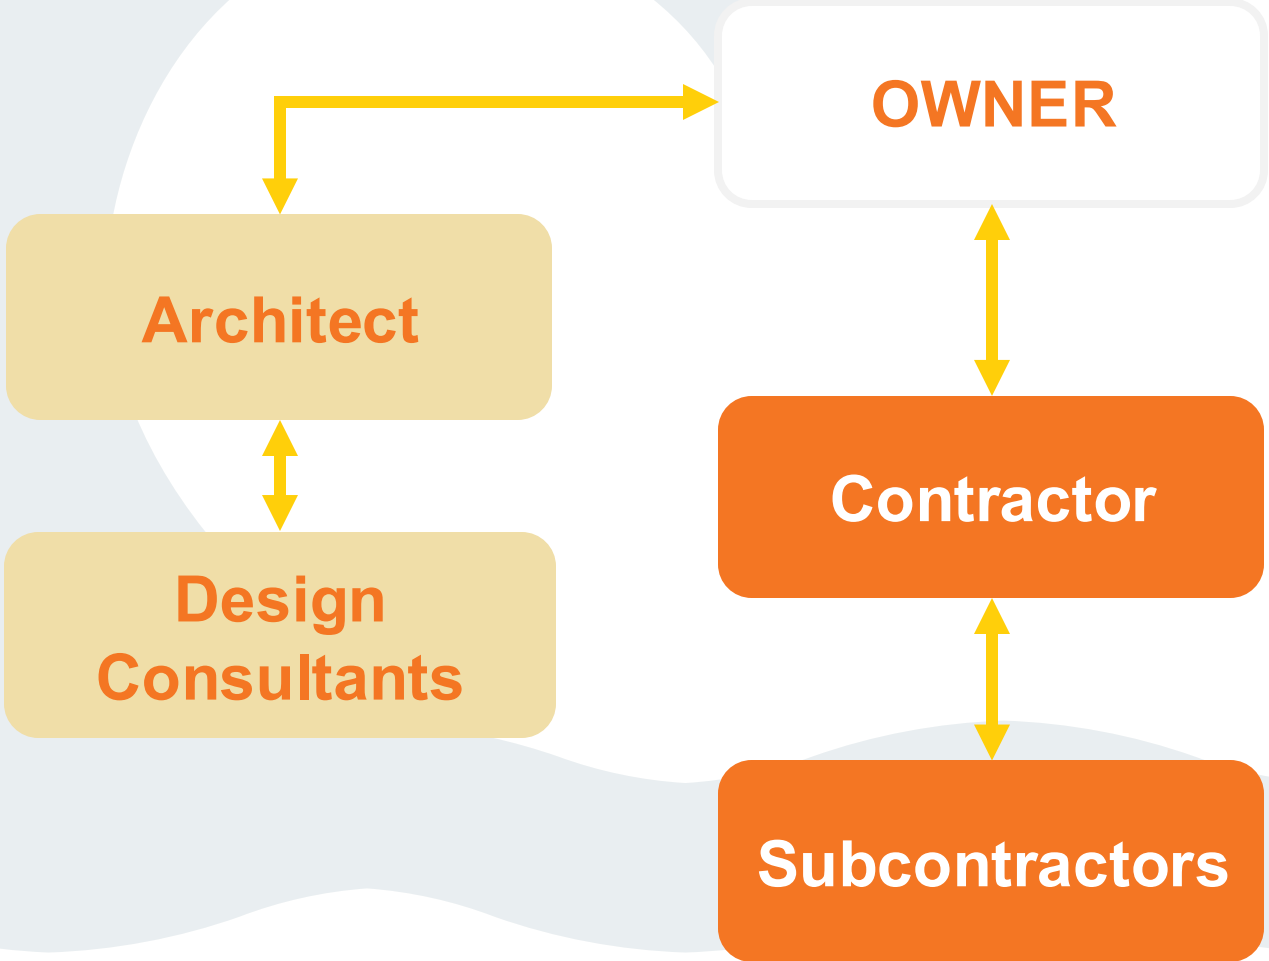 OWNER
Architect
Contractor
Design
Consultants
Subcontractors